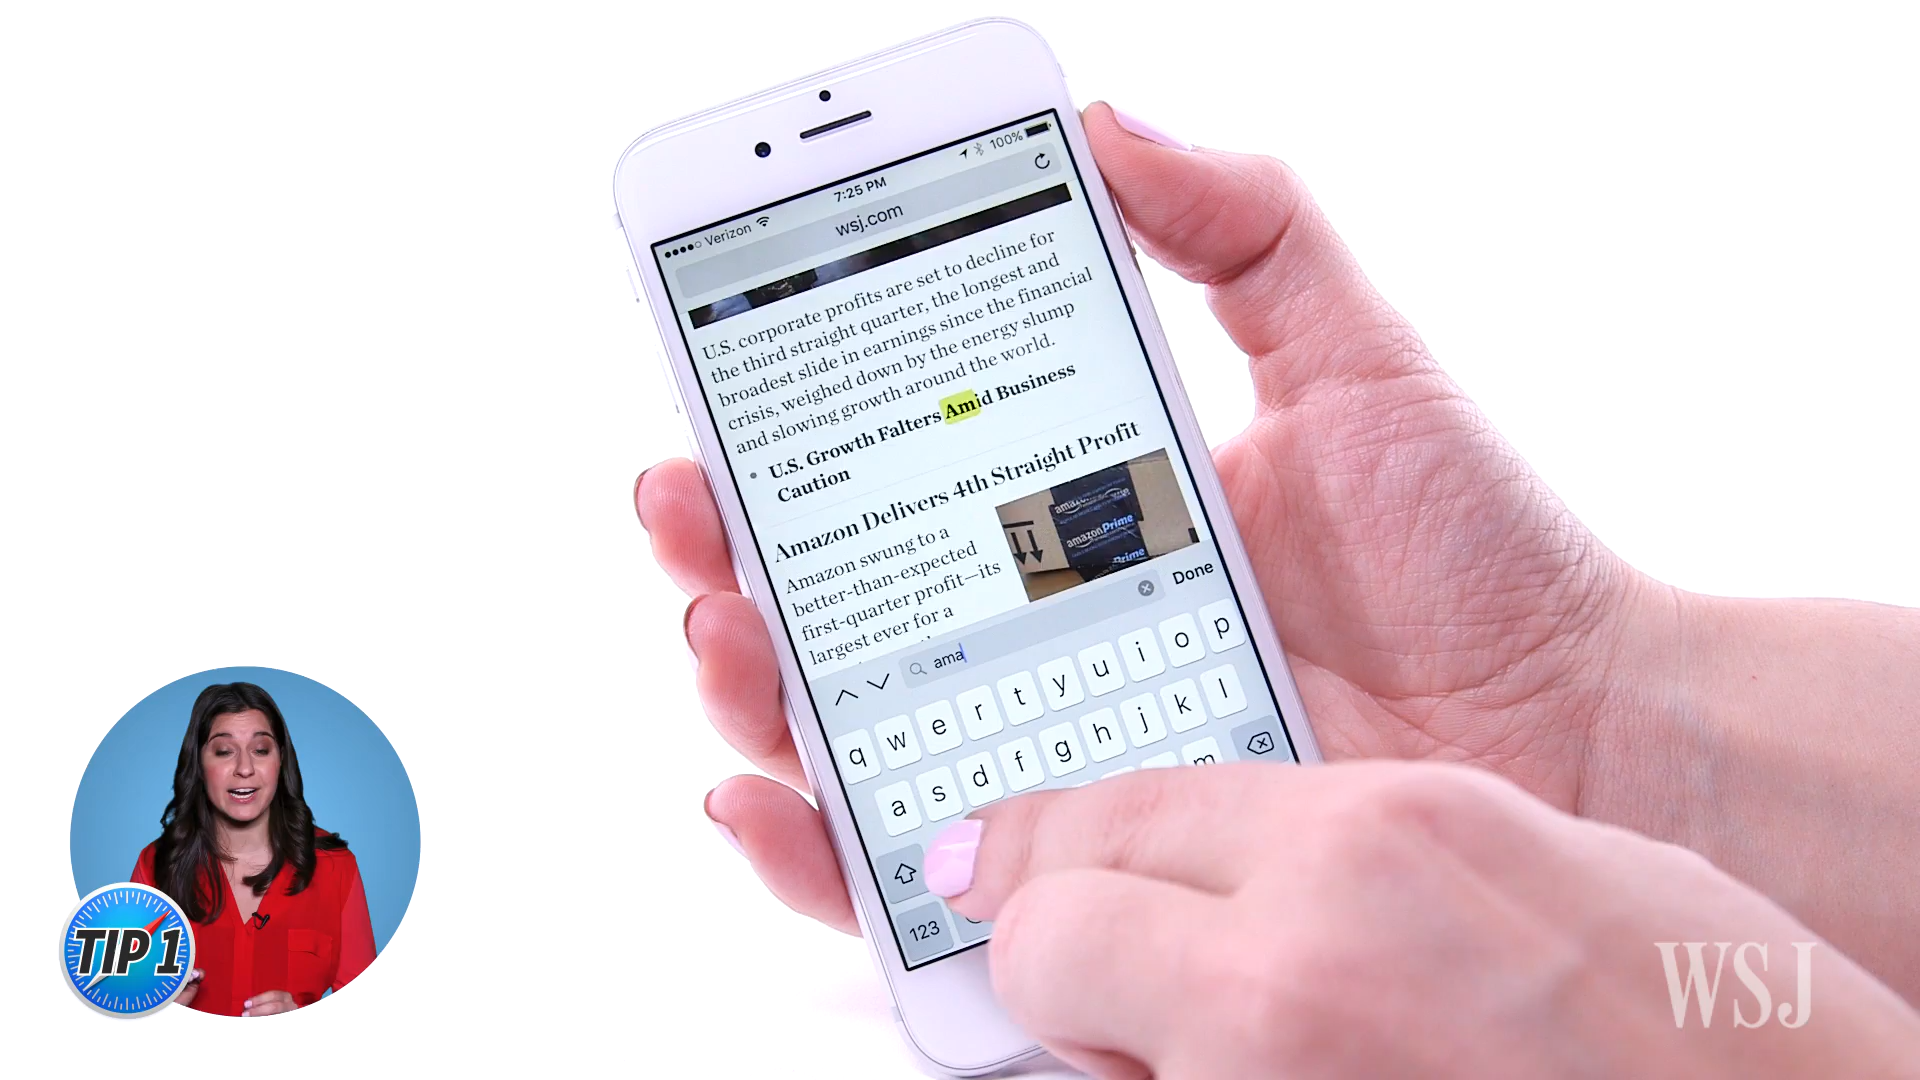 Verizon
7:25 PM
100%
wsj.com
U.S. corporate profits are set to decline for
the third straight quarter, the longest and
broadest slide in earnings since the financial
crisis, weighed down by the energy slump
and slowing growth around the world.
• U.S. Growth Falters Amid Business
Caution
Amazon Delivers 4th Straight Profit
Amazon swung to a
better-than-expected
first-quarter profit—its
largest ever for a
amazonPrime
Prime
ama
Done
q w e r t y u i o p
a s d f g h j k l
m
123
TIP 1
WSJ